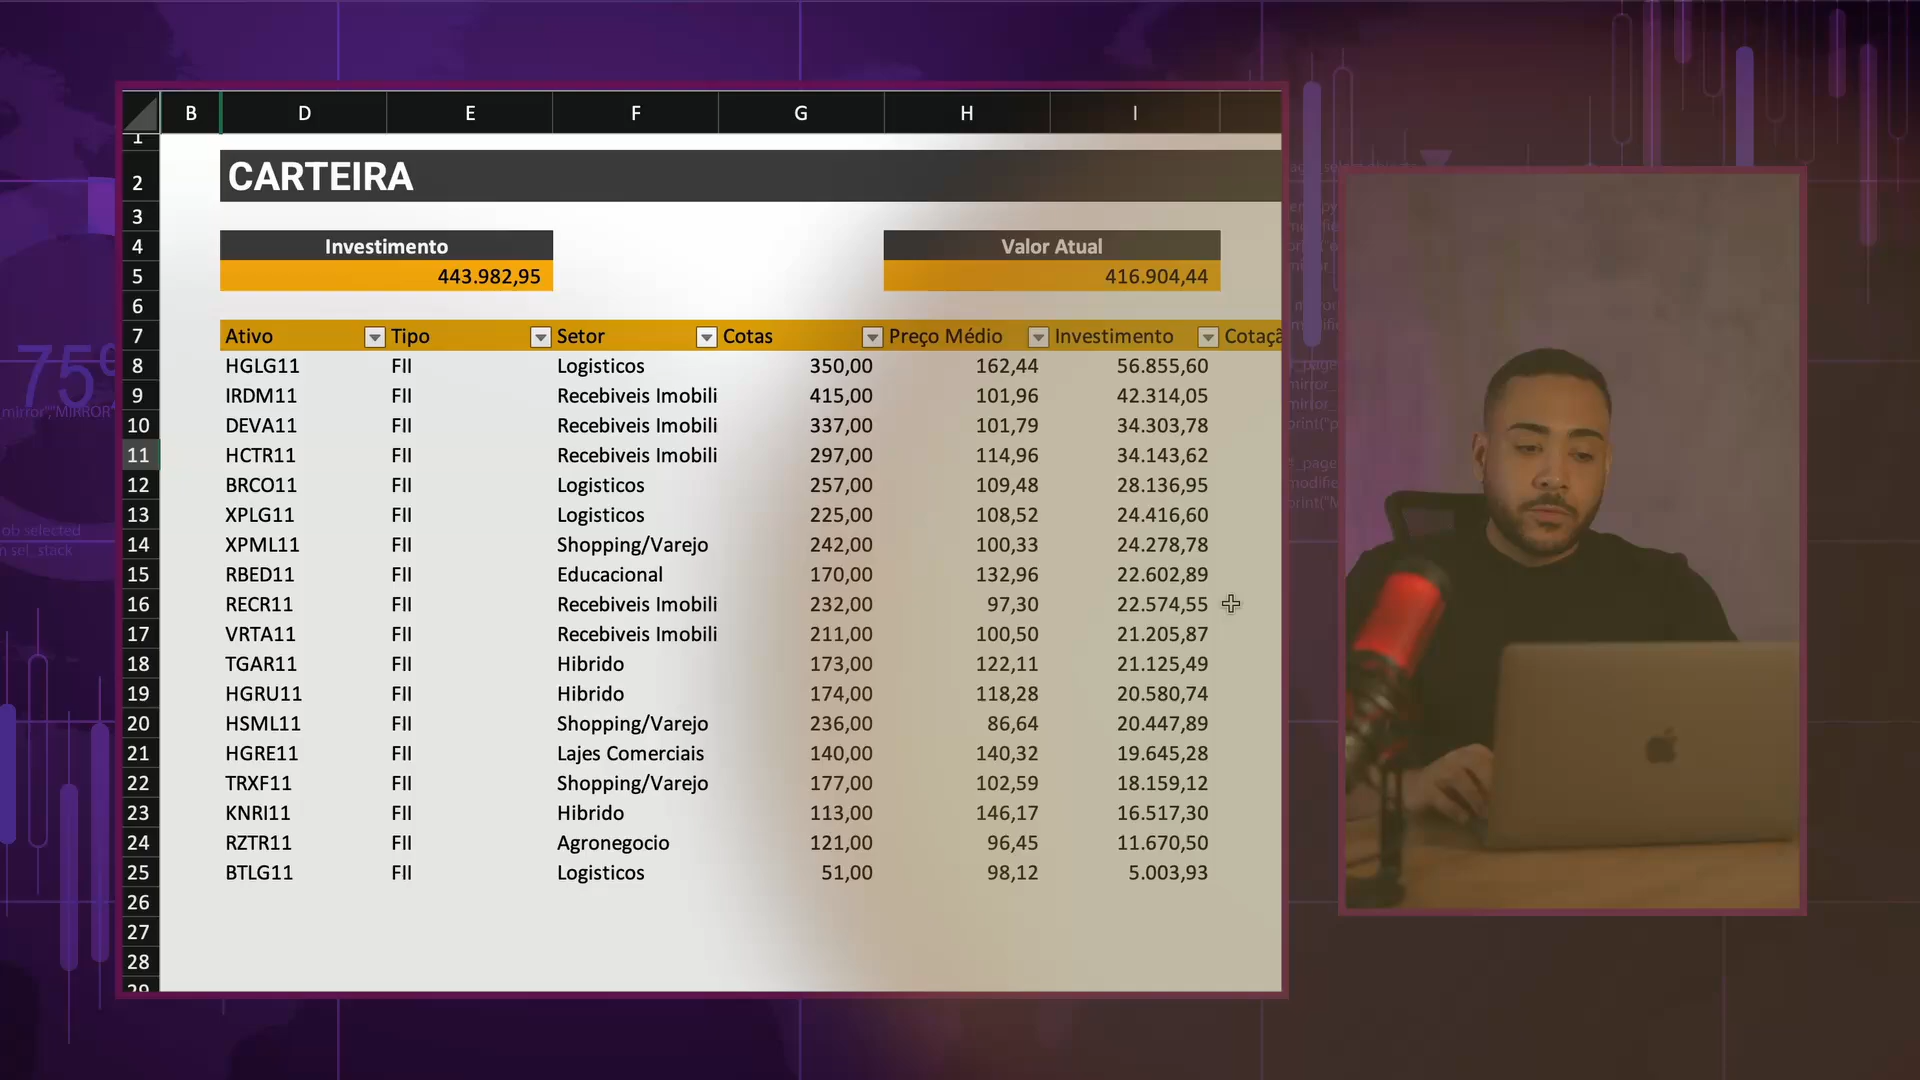 B D E F G H I
1
2 CARTEIRA
3
4 Investimento Valor Atual
5 443.982,95 416.904,44
6
7 Ativo Tipo Setor Cotas Preço Médio Investimento Cotaçã
8 HGLG11 FII Logisticos 350,00 162,44 56.855,60
9 IRDM11 FII Recebiveis Imobili 415,00 101,96 42.314,05
10 DEVA11 FII Recebiveis Imobili 337,00 101,79 34.303,78
11 HCTR11 FII Recebiveis Imobili 297,00 114,96 34.143,62
12 BRCO11 FII Logisticos 257,00 109,48 28.136,95
13 XPLG11 FII Logisticos 225,00 108,52 24.416,60
14 XPML11 FII Shopping/Varejo 242,00 100,33 24.278,78
15 RBED11 FII Educacional 170,00 132,96 22.602,89
16 RECR11 FII Recebiveis Imobili 232,00 97,30 22.574,55
17 VRTA11 FII Recebiveis Imobili 211,00 100,50 21.205,87
18 TGAR11 FII Hibrido 173,00 122,11 21.125,49
19 HGRU11 FII Hibrido 174,00 118,28 20.580,74
20 HSML11 FII Shopping/Varejo 236,00 86,64 20.447,89
21 HGRE11 FII Lajes Comerciais 140,00 140,32 19.645,28
22 TRXF11 FII Shopping/Varejo 177,00 102,59 18.159,12
23 KNRI11 FII Hibrido 113,00 146,17 16.517,30
24 RZTR11 FII Agronegocio 121,00 96,45 11.670,50
25 BTLG11 FII Logisticos 51,00 98,12 5.003,93
26
27
28
29
75
mirror","MIRROR"
ob selected
sel_stack